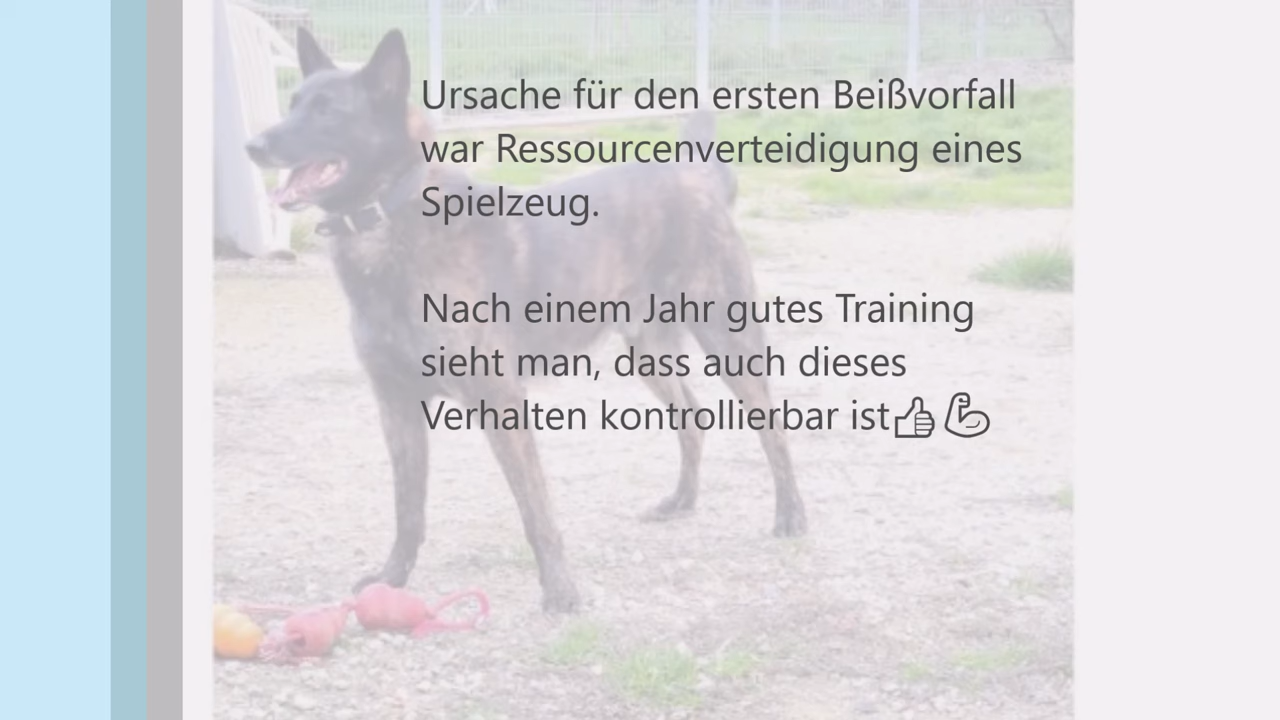 Ursache für den ersten Beißvorfall
war Ressourcenverteidigung eines
Spielzeug.
Nach einem Jahr gutes Training
sieht man, dass auch dieses
Verhalten kontrollierbar ist👍💪